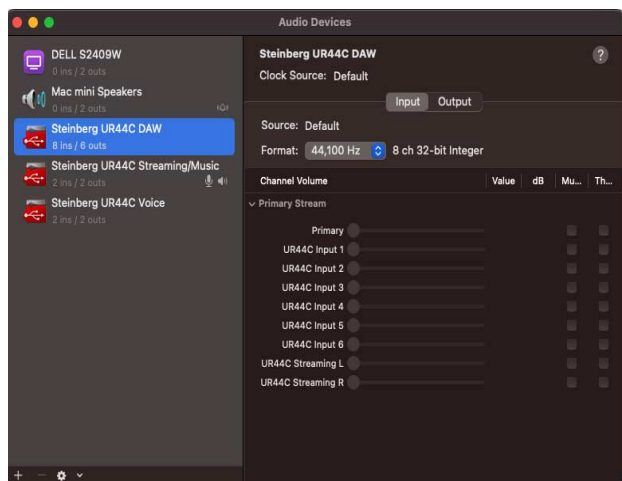 Audio Devices
DELL S2409W
0 ins / 2 outs
Mac mini Speakers
0 ins / 2 outs
Steinberg UR44C DAW
8 ins / 6 outs
Steinberg UR44C Streaming/Music
2 ins / 2 outs
Steinberg UR44C Voice
2 ins / 2 outs
Steinberg UR44C DAW
?
Clock Source: Default
Input Output
Source: Default
Format: 44,100 Hz 8 ch 32-bit Integer
Channel Volume Value dB Mu... Th...
Primary Stream
Primary
UR44C Input 1
UR44C Input 2
UR44C Input 3
UR44C Input 4
UR44C Input 5
UR44C Input 6
UR44C Streaming L
UR44C Streaming R